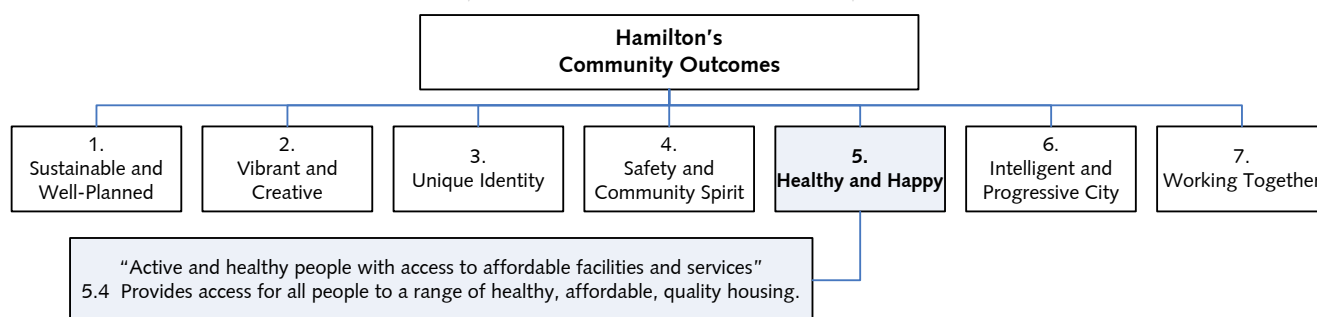 Hamilton's
Community Outcomes
1.
Sustainable and
Well-Planned
2.
Vibrant and
Creative
3.
Unique Identity
4.
Safety and
Community Spirit
5.
Healthy and Happy
6.
Intelligent and
Progressive City
7.
Working Together
“Active and healthy people with access to affordable facilities and services”
5.4 Provides access for all people to a range of healthy, affordable, quality housing.